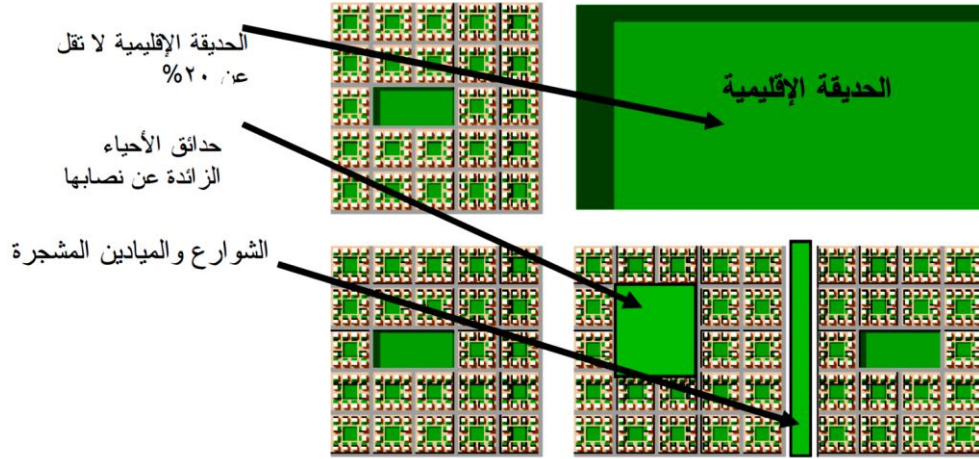 الحديقة الإقليمية لا تقل
عن ٢٠%
الحديقة الإقليمية
حدائق الأحياء
الزائدة عن نصابها
الشوارع والميادين المشجرة